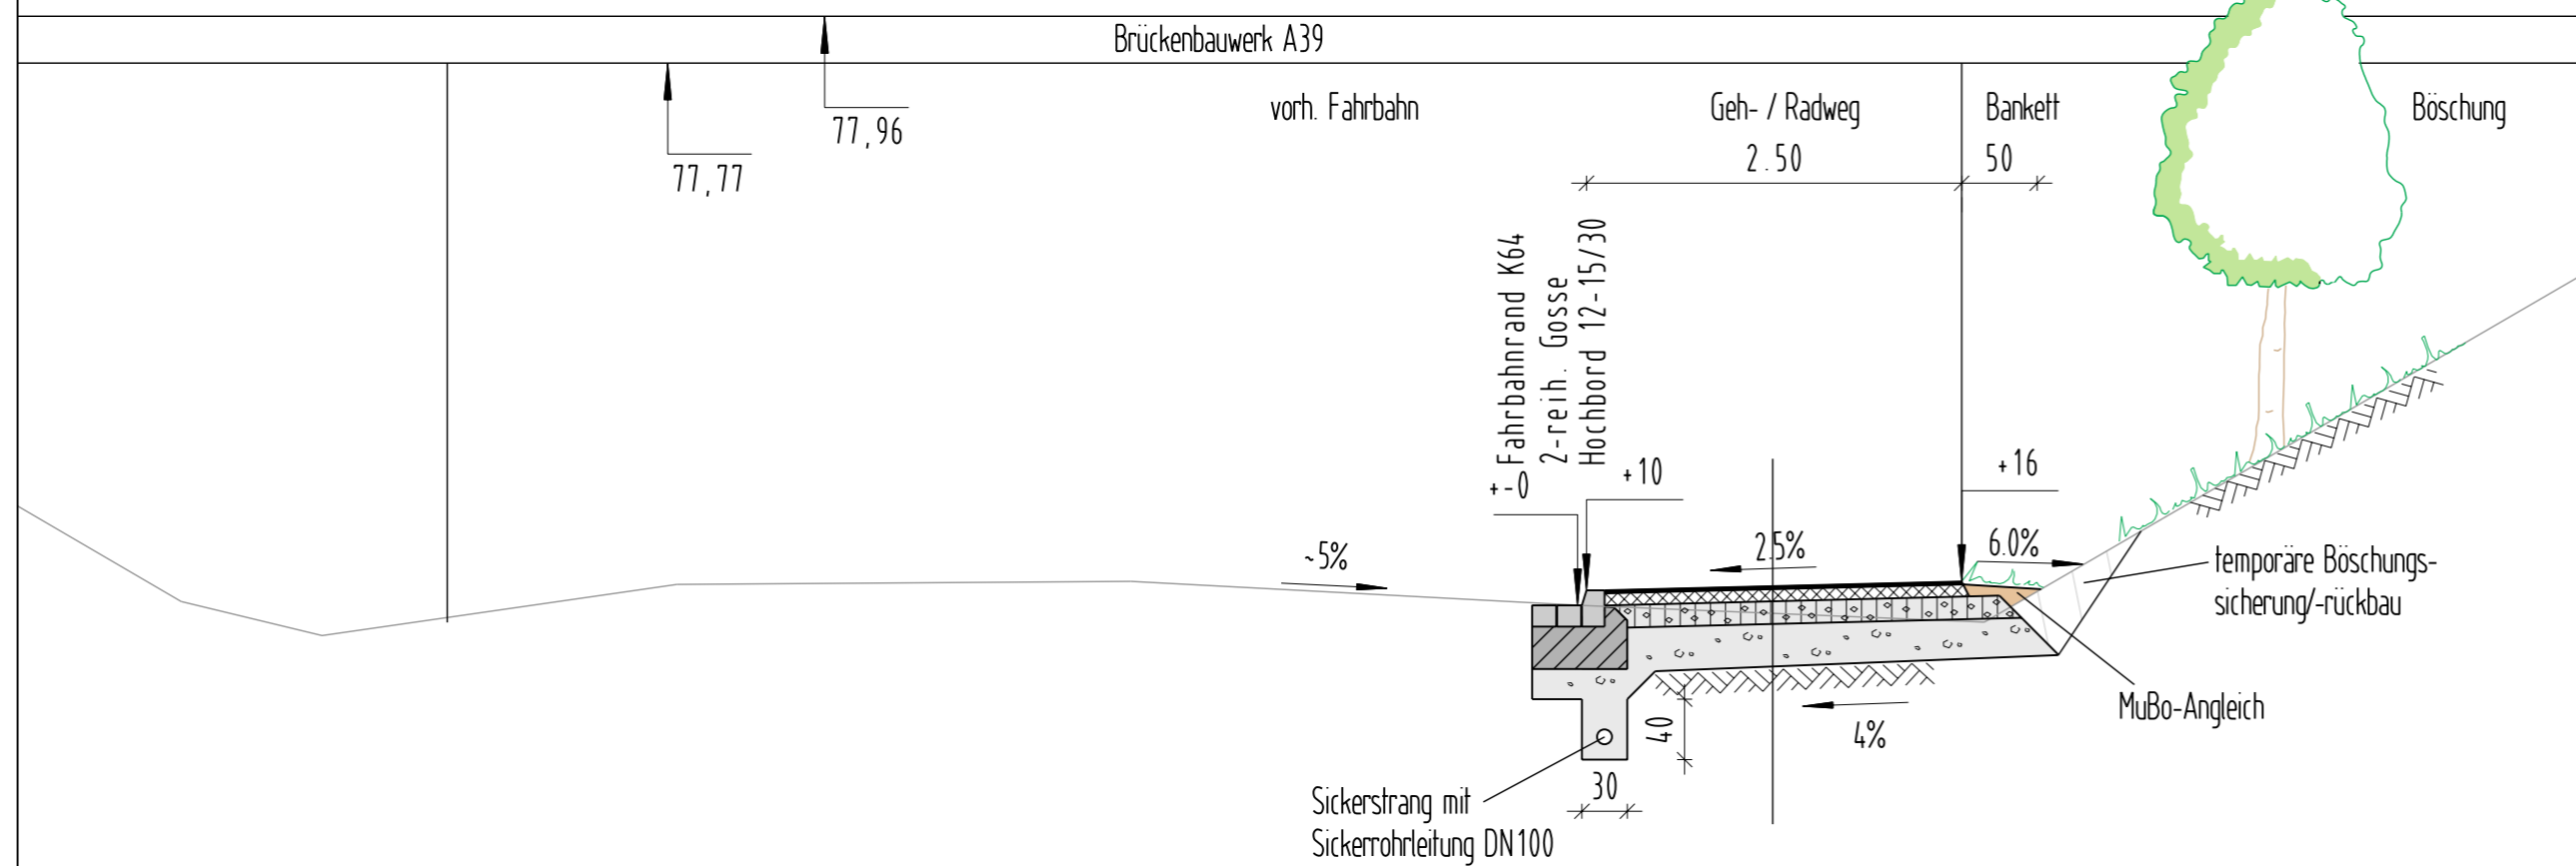 Brückenbauwerk A39
77,96
77,77
vorh. Fahrbahn
Geh- / Radweg
2.50
Bankett
50
Böschung
Fahrbahnrand K64
2-reih. Gosse
Hochbord 12-15/30
+-0
+10
+16
~5%
2.5%
6.0%
temporäre Böschungs-
sicherung/-rückbau
MuBo-Angleich
4%
40
30
Sickerstrang mit
Sickerrohrleitung DN100